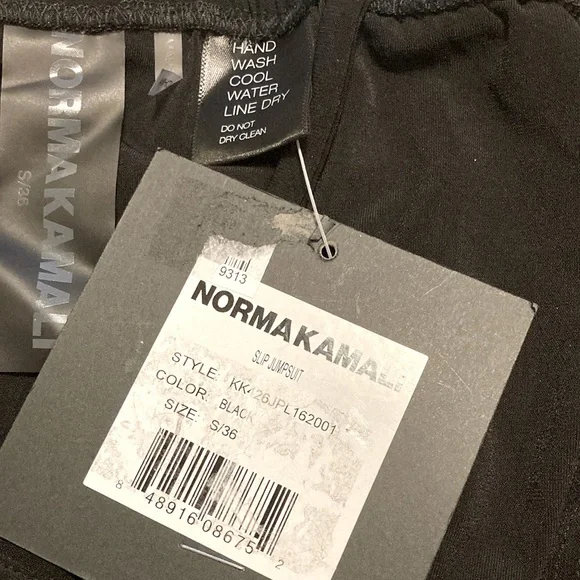 NORMAKAMALI
S/36
HAND
WASH
COOL
WATER
LINE DRY
DO NOT
DRY CLEAN
9313
NORMAKAMALI
SLIP JUMPSUIT
STYLE: KK426JPL162001
COLOR: BLACK
SIZE: S/36
8 48916 08675 2